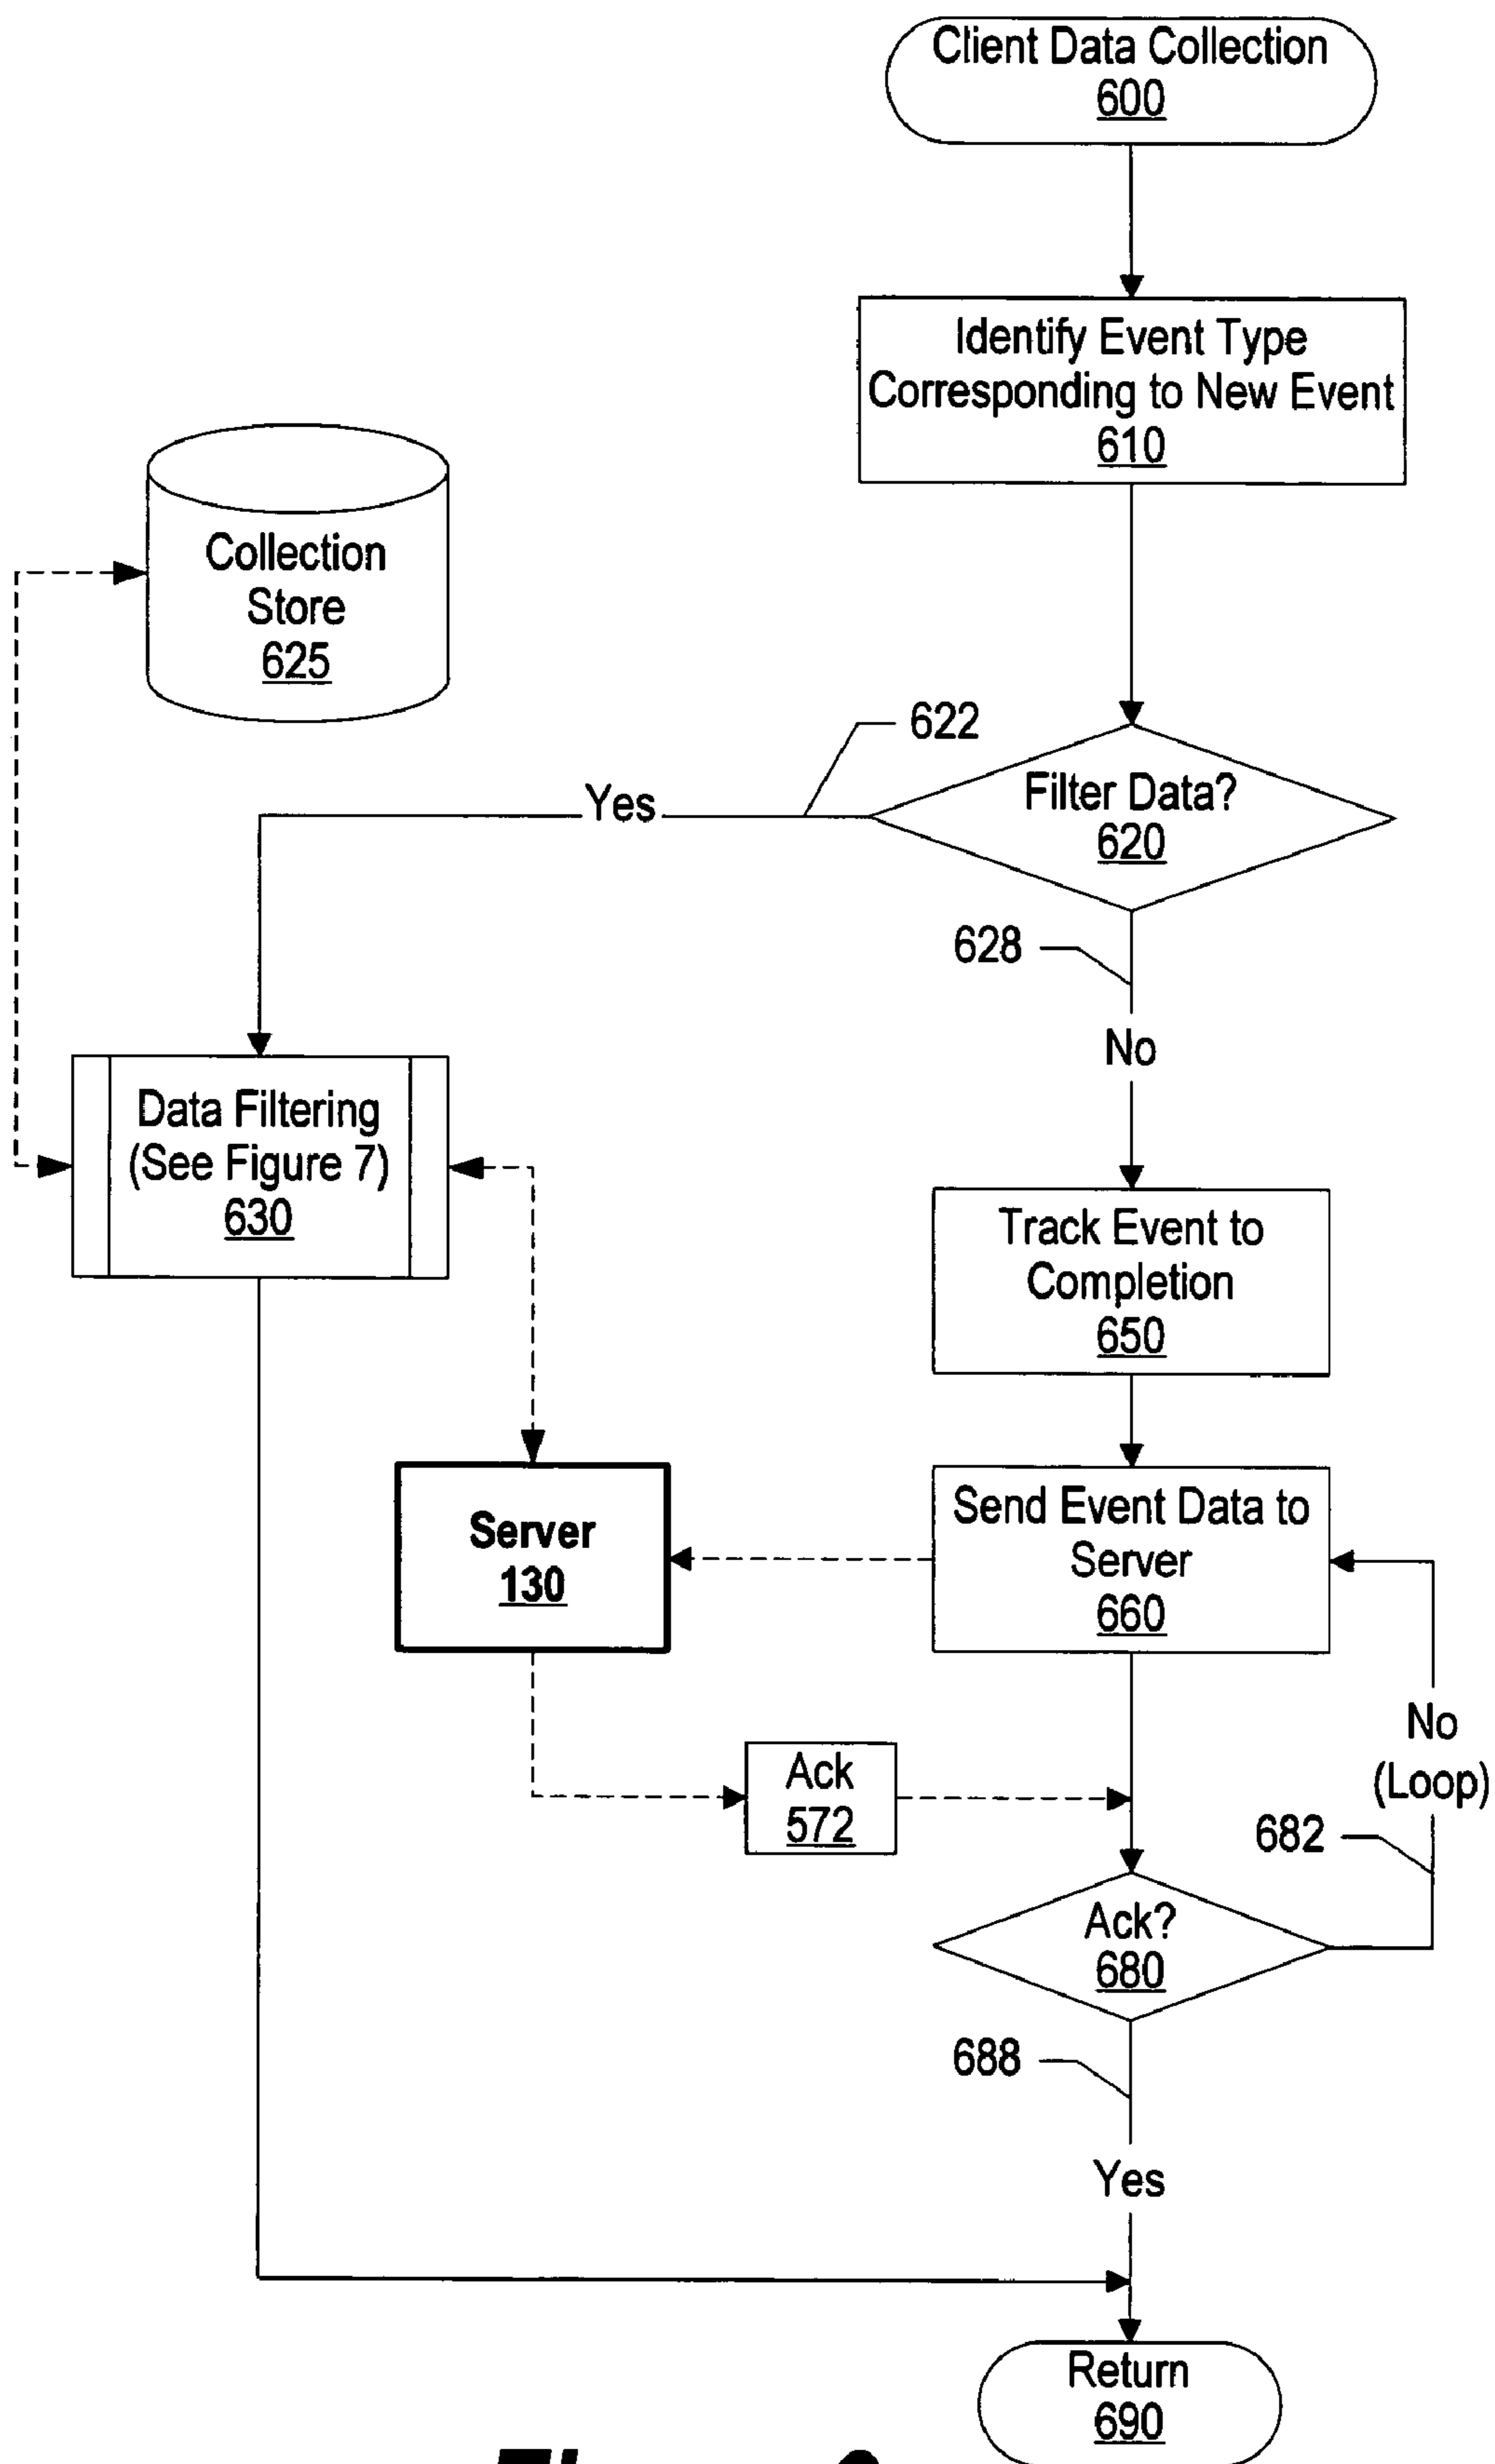 Client Data Collection
600
Identify Event Type
Corresponding to New Event
610
Collection
Store
625
622
Yes
Filter Data?
620
628
No
Data Filtering
(See Figure 7)
630
Track Event to
Completion
650
Send Event Data to
Server
660
Server
130
No
(Loop)
Ack
572
682
Ack?
680
688
Yes
Return
690